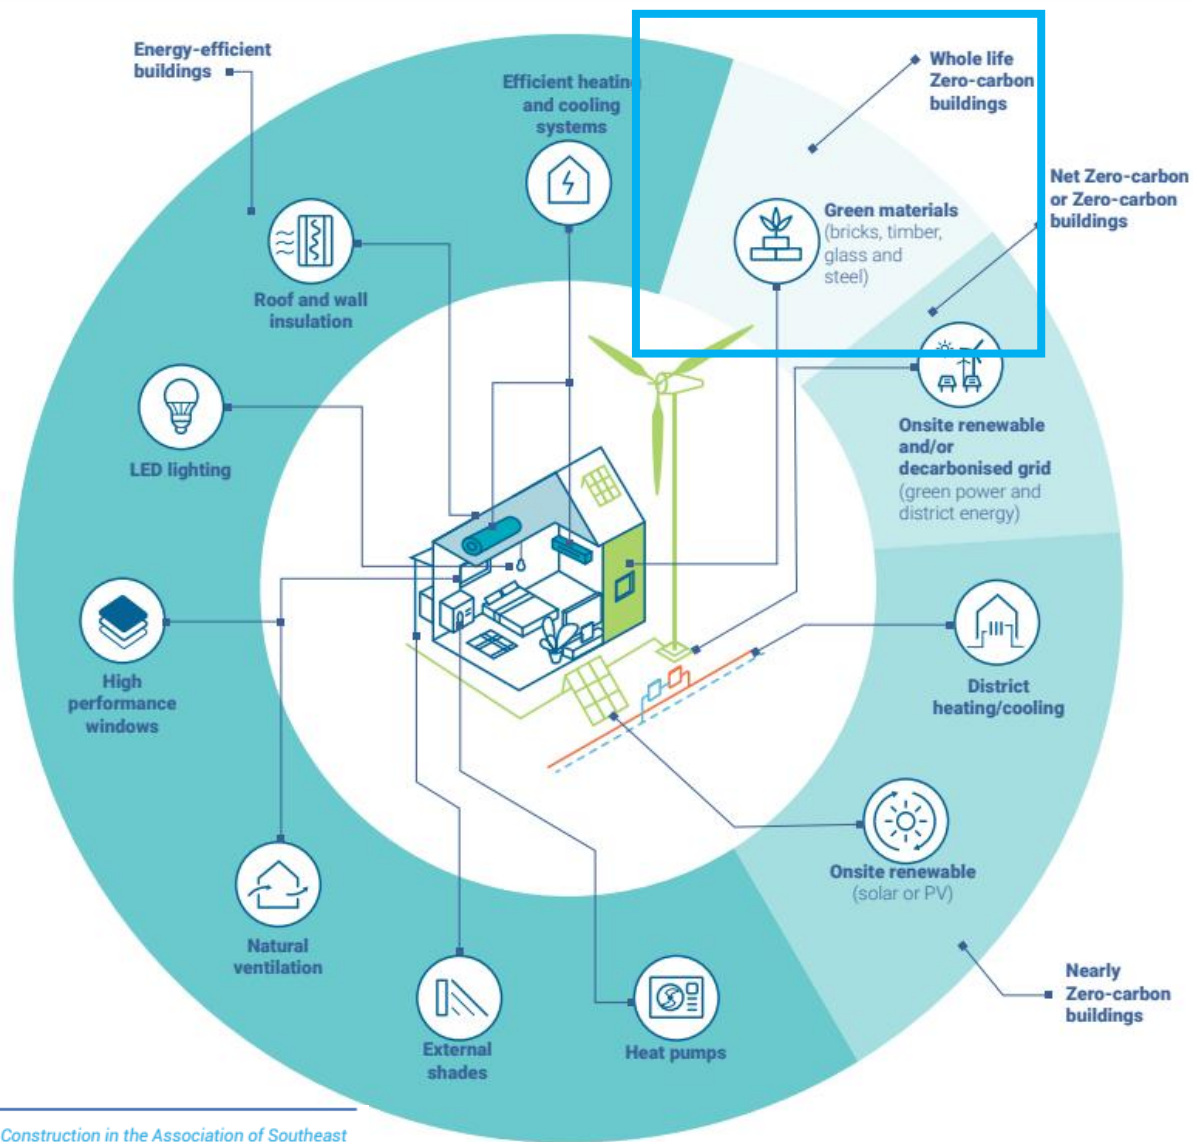 Energy-efficient
buildings
Efficient heating
and cooling
systems
Whole life
Zero-carbon
buildings
Net Zero-carbon
or Zero-carbon
buildings
Green materials
(bricks, timber,
glass and
steel)
Roof and wall
insulation
LED lighting
Onsite renewable
and/or
decarbonised grid
(green power and
district energy)
High
performance
windows
District
heating/cooling
Onsite renewable
(solar or PV)
Natural
ventilation
External
shades
Heat pumps
Nearly
Zero-carbon
buildings
Construction in the Association of Southeast